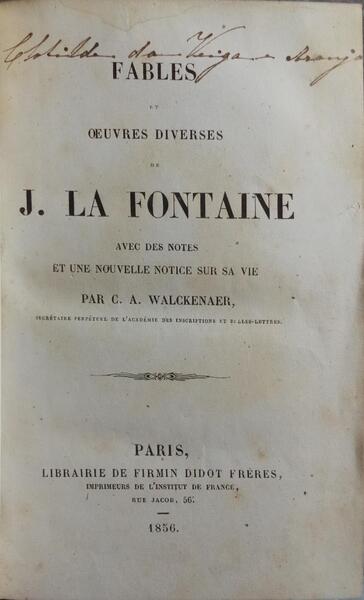 Clotilde da Veiga e Araujo
FABLES
ET
ŒUVRES DIVERSES
DE
J. LA FONTAINE
AVEC DES NOTES
ET UNE NOUVELLE NOTICE SUR SA VIE
PAR C. A. WALCKENAER,
SECRÉTAIRE PERPÉTUEL DE L'ACADÉMIE DES INSCRIPTIONS ET BELLES-LETTRES.
PARIS,
LIBRAIRIE DE FIRMIN DIDOT FRÈRES,
IMPRIMEURS DE L'INSTITUT DE FRANCE,
RUE JACOB, 56.
1856.